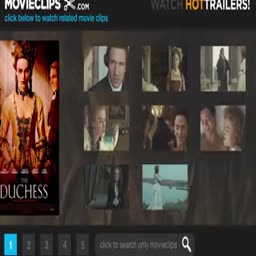 MOVIECLIPS .COM
WATCH HOTTRAILERS!
click below to watch related movie clips
THE
DUCHESS
1 2 3 4 5
click to search only movieclips